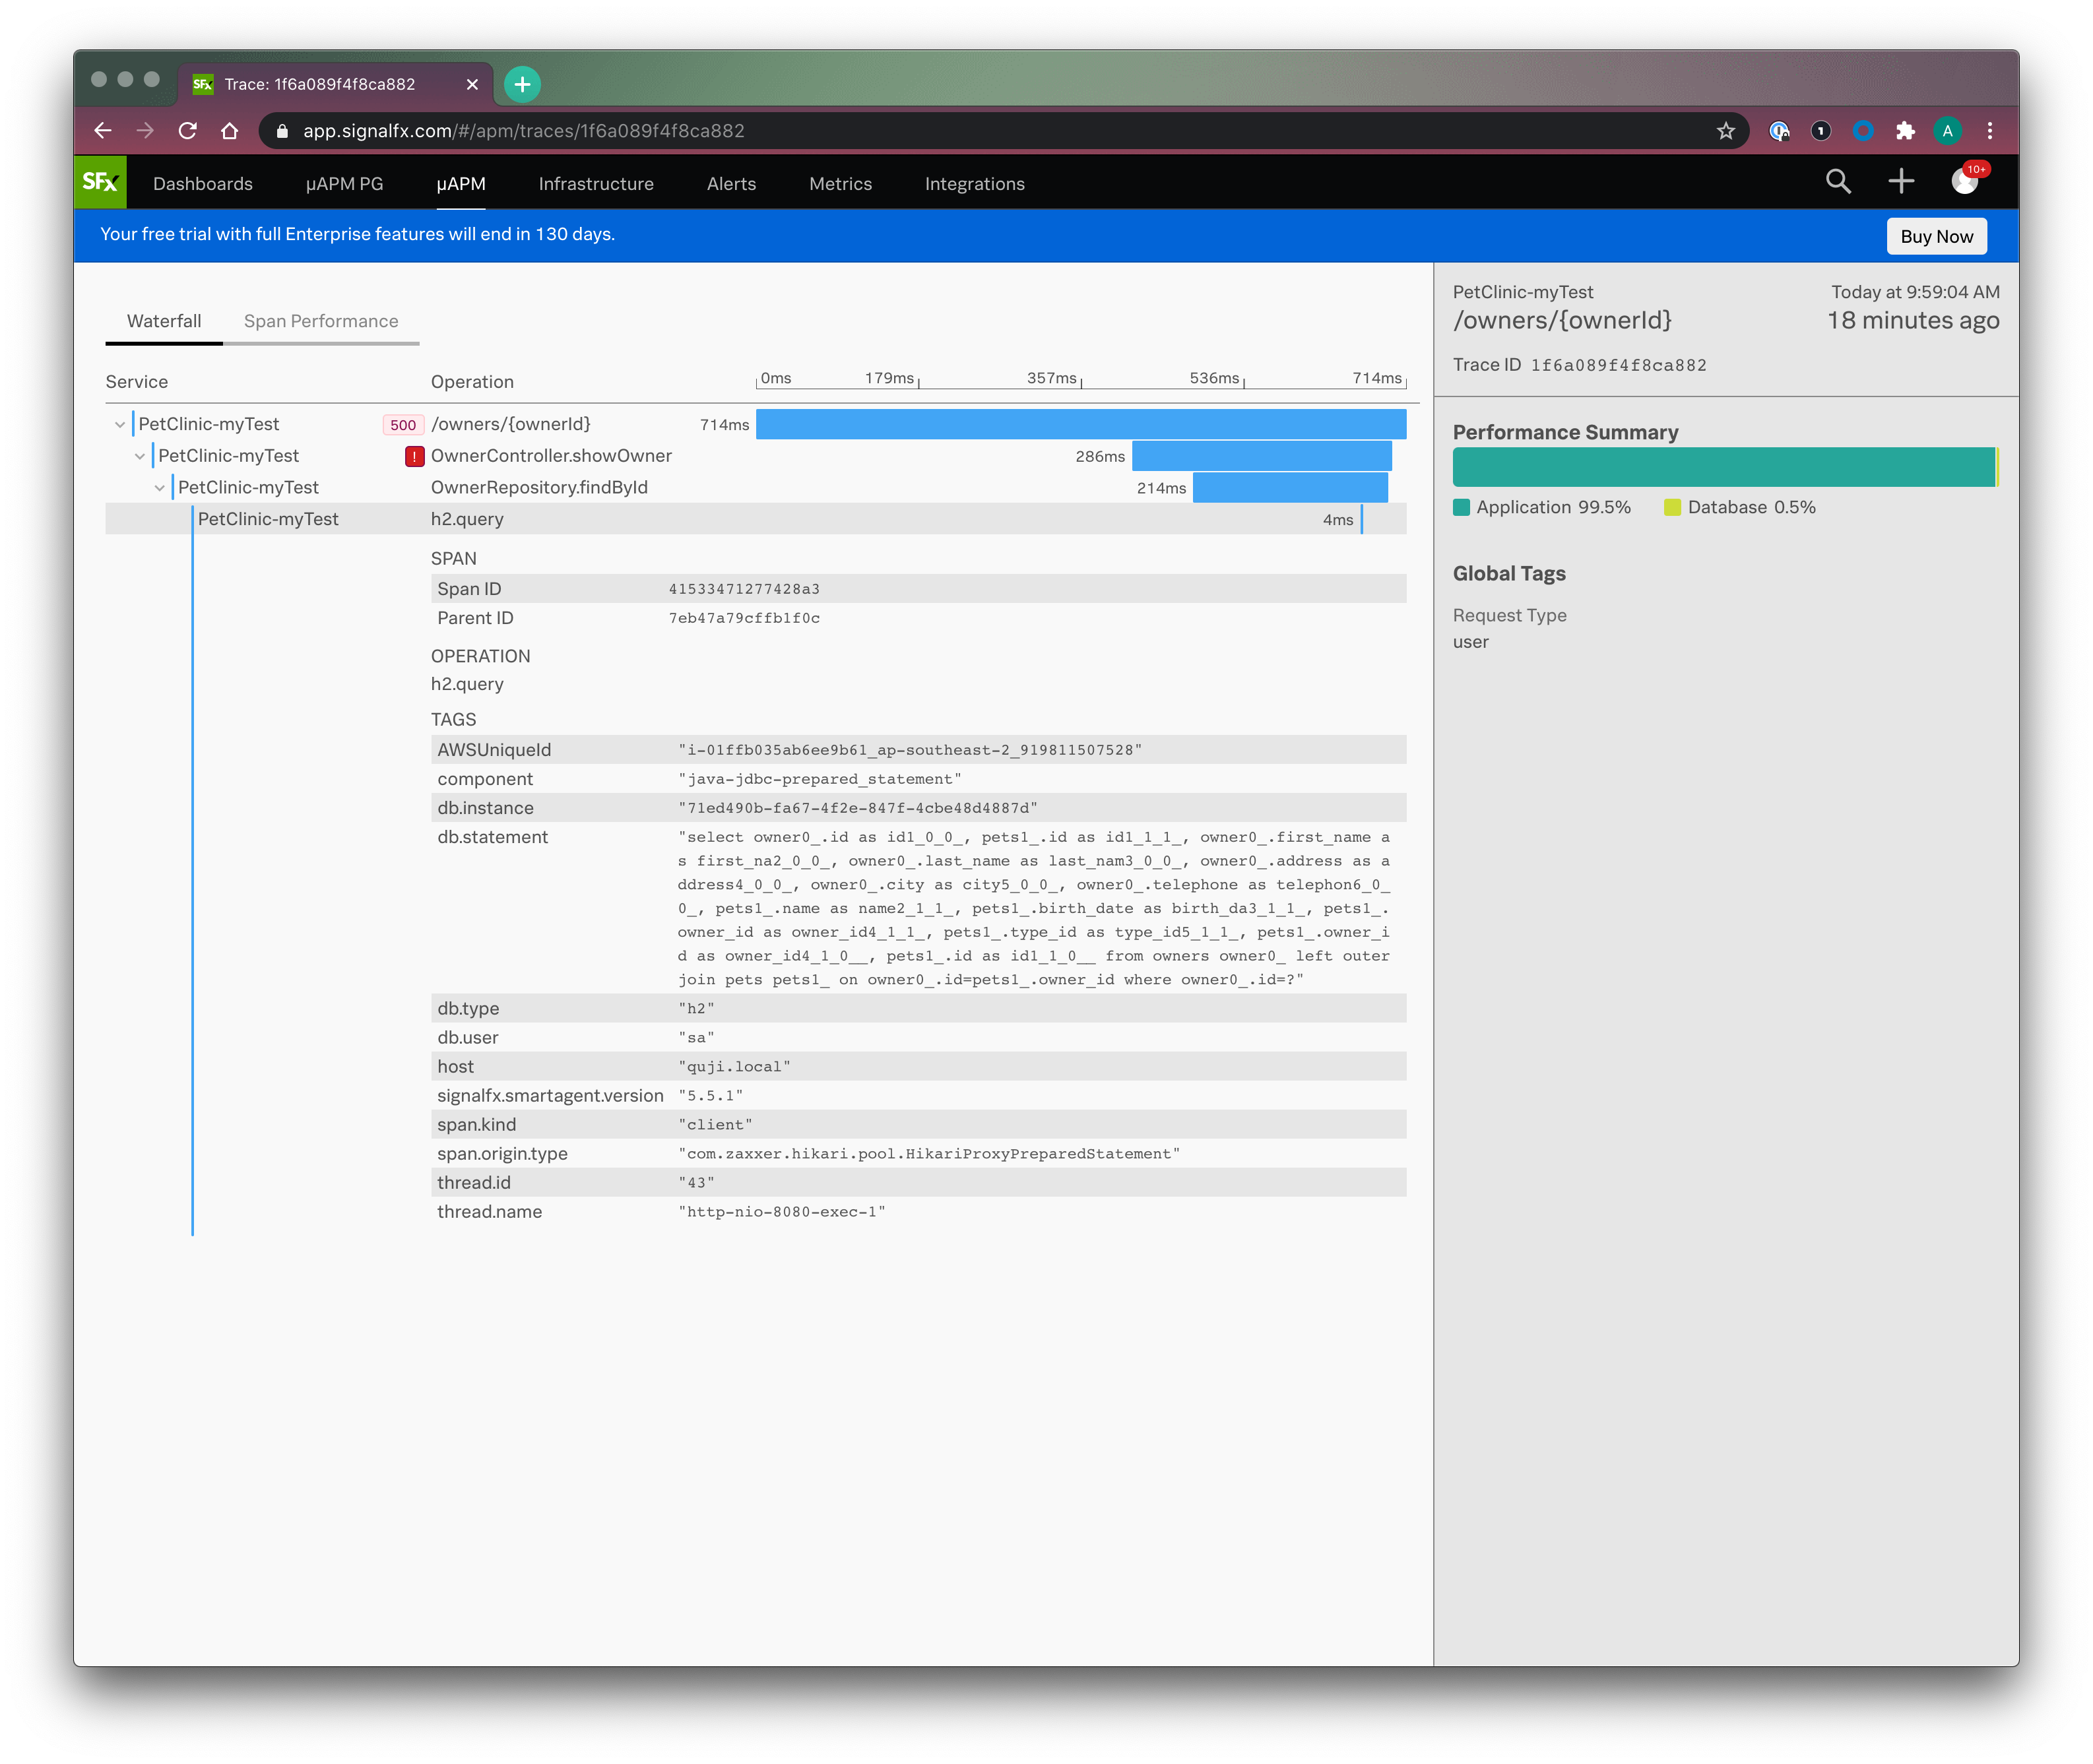 SFx Trace: 1f6a089f4f8ca882
app.signalfx.com/#/apm/traces/1f6a089f4f8ca882
1
A
SFx Dashboards µAPM PG µAPM Infrastructure Alerts Metrics Integrations 10+
Your free trial with full Enterprise features will end in 130 days. Buy Now
Waterfall Span Performance
Service Operation 0ms 179ms 357ms 536ms 714ms
PetClinic-myTest 500 /owners/{ownerId} 714ms
PetClinic-myTest ! OwnerController.showOwner 286ms
PetClinic-myTest OwnerRepository.findById 214ms
PetClinic-myTest h2.query 4ms
SPAN
Span ID 41533471277428a3
Parent ID 7eb47a79cffb1f0c
OPERATION
h2.query
TAGS
AWSUniqueId "i-01ffb035ab6ee9b61_ap-southeast-2_919811507528"
component "java-jdbc-prepared_statement"
db.instance "71ed490b-fa67-4f2e-847f-4cbe48d4887d"
db.statement "select owner0_.id as id1_0_0_, pets1_.id as id1_1_1_, owner0_.first_name a
s first_na2_0_0_, owner0_.last_name as last_nam3_0_0_, owner0_.address as a
ddress4_0_0_, owner0_.city as city5_0_0_, owner0_.telephone as telephon6_0_
0_, pets1_.name as name2_1_1_, pets1_.birth_date as birth_da3_1_1_, pets1_.
owner_id as owner_id4_1_1_, pets1_.type_id as type_id5_1_1_, pets1_.owner_i
d as owner_id4_1_0__, pets1_.id as id1_1_0__ from owners owner0_ left outer
join pets pets1_ on owner0_.id=pets1_.owner_id where owner0_.id=?"
db.type "h2"
db.user "sa"
host "quji.local"
signalfx.smartagent.version "5.5.1"
span.kind "client"
span.origin.type "com.zaxxer.hikari.pool.HikariProxyPreparedStatement"
thread.id "43"
thread.name "http-nio-8080-exec-1"
PetClinic-myTest Today at 9:59:04 AM
/owners/{ownerId} 18 minutes ago
Trace ID 1f6a089f4f8ca882
Performance Summary
Application 99.5% Database 0.5%
Global Tags
Request Type
user